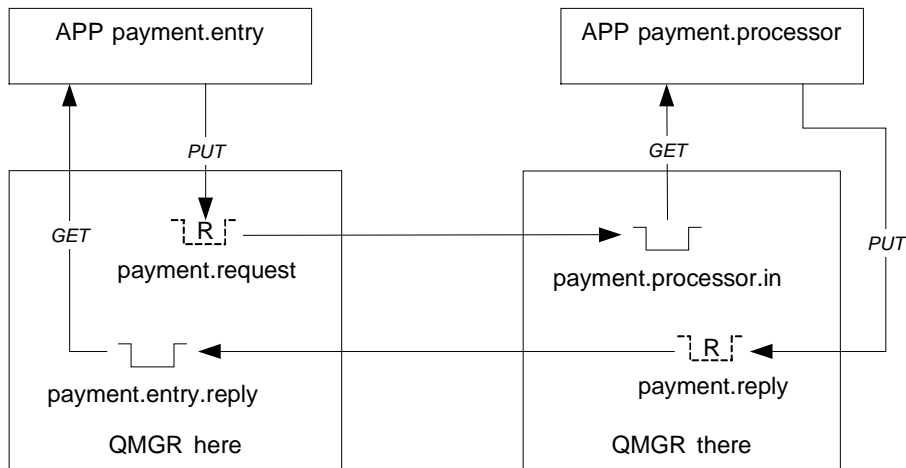 APP payment.entry
APP payment.processor
PUT
GET
R
payment.request
GET
payment.processor.in
PUT
R
payment.entry.reply
payment.reply
QMGR here
QMGR there